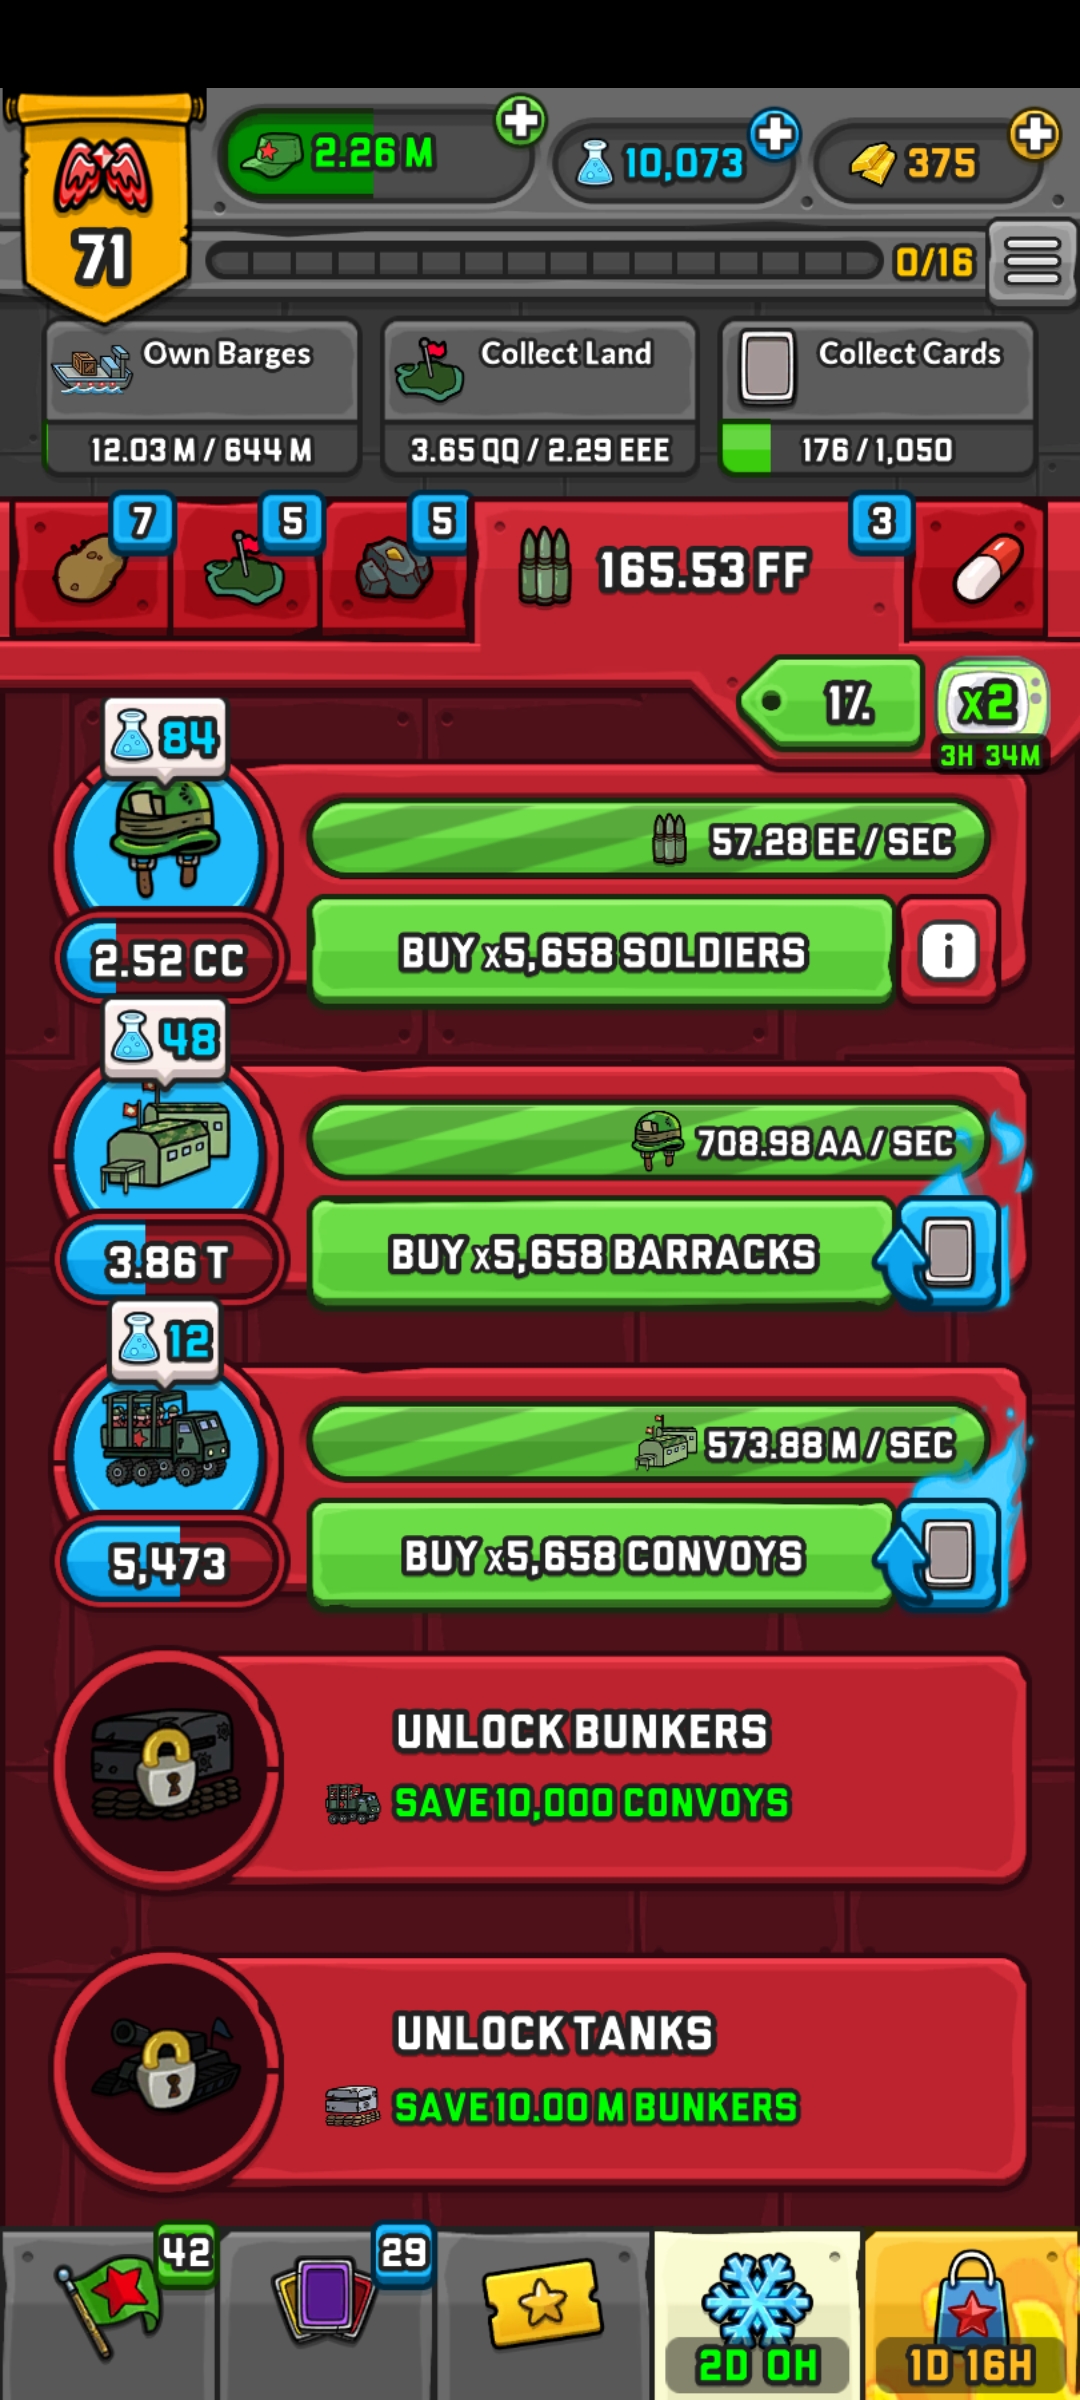 2.26 M
10,073
375
71
0/16
Own Barges
12.03 M / 644 M
Collect Land
3.65 QQ / 2.29 EEE
Collect Cards
176 / 1,050
7
5
5
165.53 FF
3
1%
x2
3H 34M
84
57.28 EE / SEC
2.52 CC
BUY x5,658 SOLDIERS
i
48
708.98 AA / SEC
3.86 T
BUY x5,658 BARRACKS
12
573.88 M / SEC
5,473
BUY x5,658 CONVOYS
UNLOCK BUNKERS
SAVE 10,000 CONVOYS
UNLOCK TANKS
SAVE 10.00 M BUNKERS
42
29
2D 0H
1D 16H